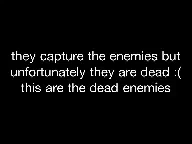 they capture the enemies but
unfortunately they are dead :(
this are the dead enemies